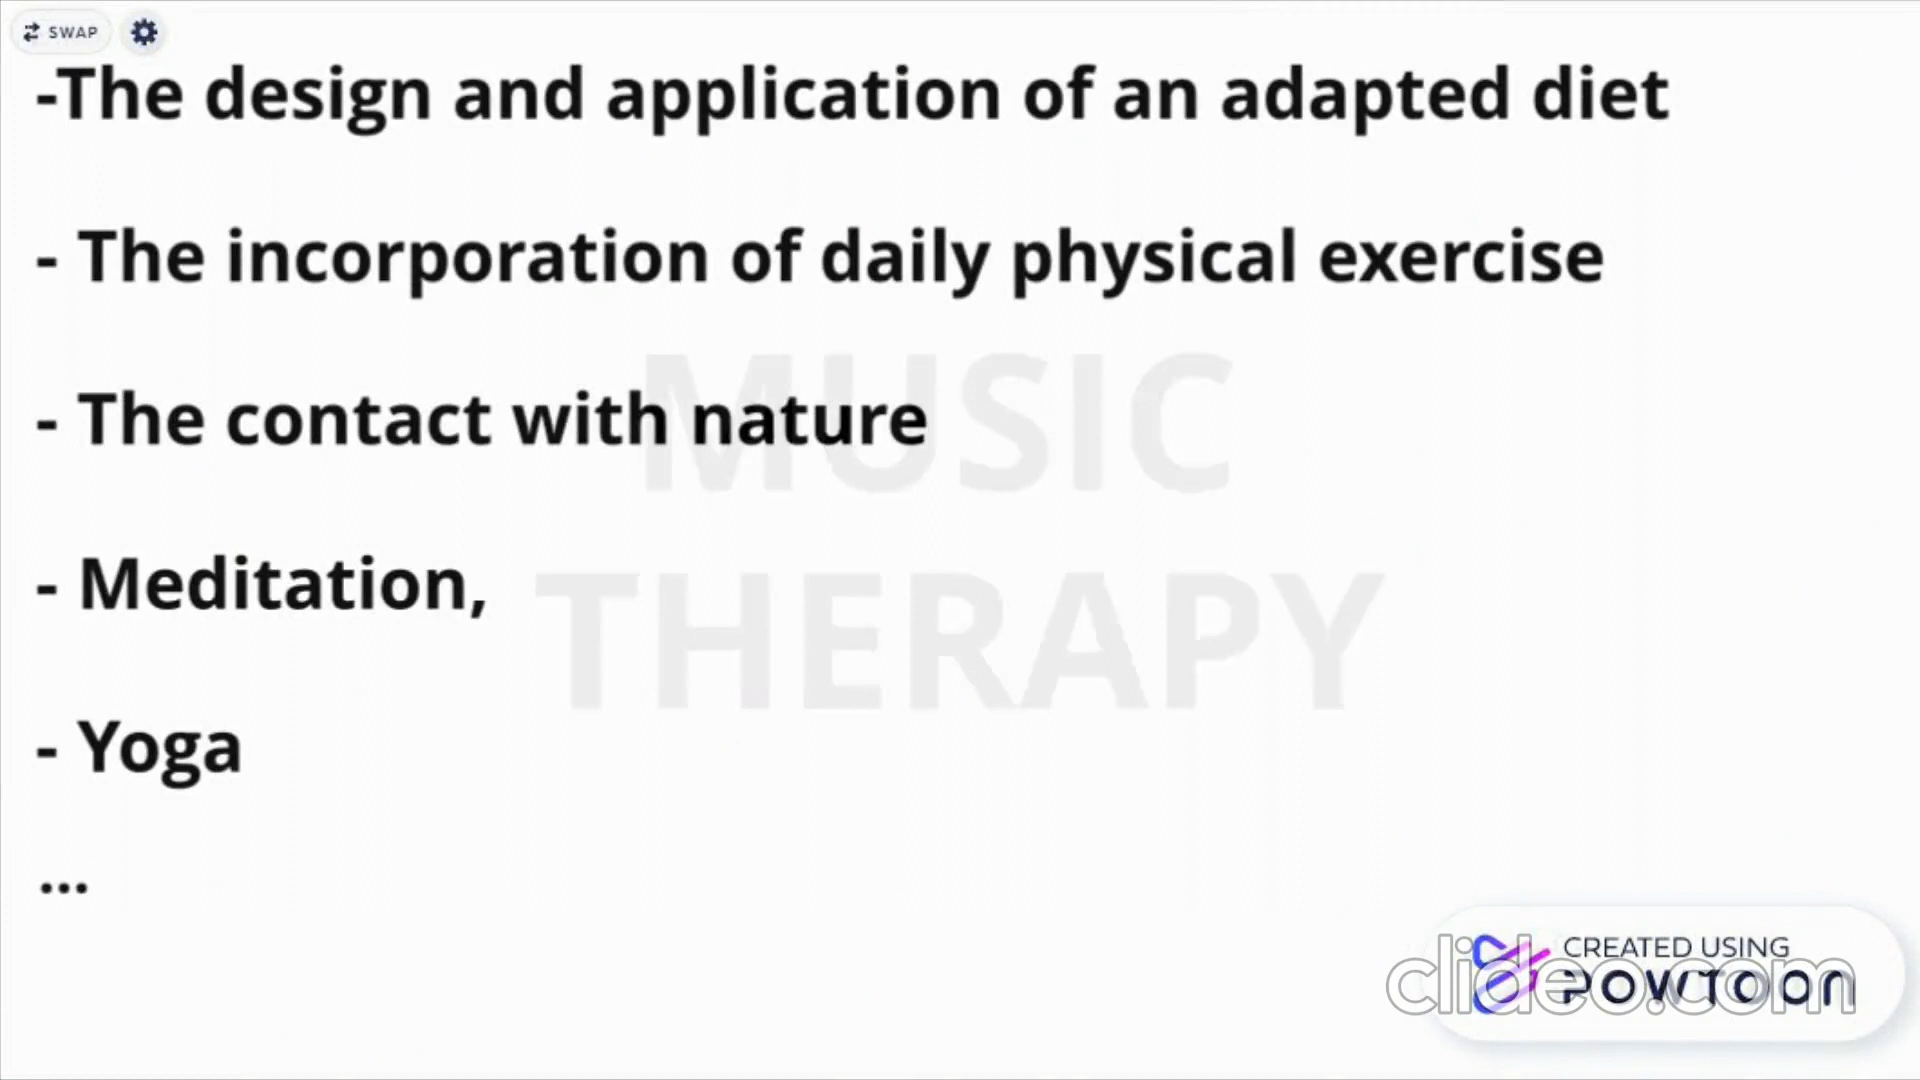 SWAP
-The design and application of an adapted diet
- The incorporation of daily physical exercise
- The contact with nature
- Meditation,
- Yoga
...
MUSIC
THERAPY
CREATED USING
POWTOON
clideo.com